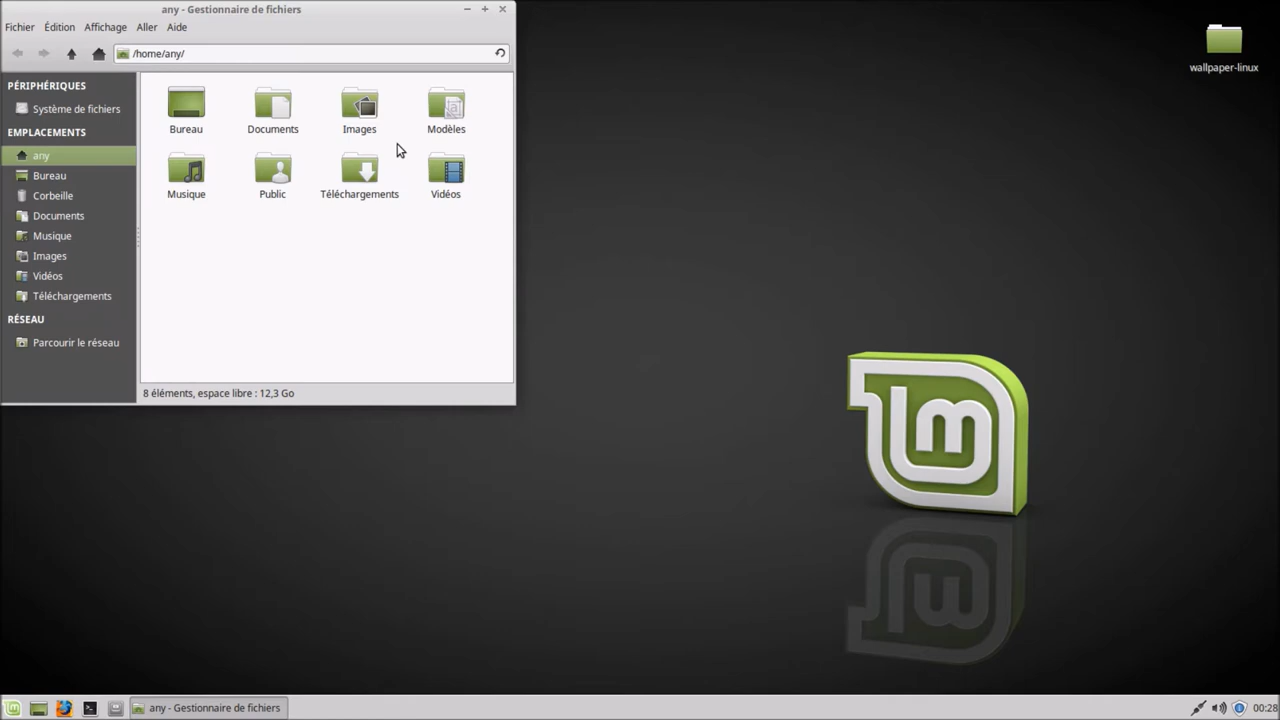 any - Gestionnaire de fichiers
Fichier Édition Affichage Aller Aide
/home/any/
PÉRIPHÉRIQUES
Système de fichiers
EMPLACEMENTS
any
Bureau
Corbeille
Documents
Musique
Images
Vidéos
Téléchargements
RÉSEAU
Parcourir le réseau
Bureau Documents Images Modèles
Musique Public Téléchargements Vidéos
8 éléments, espace libre : 12,3 Go
wallpaper-linux
lm
any - Gestionnaire de fichiers
00:28